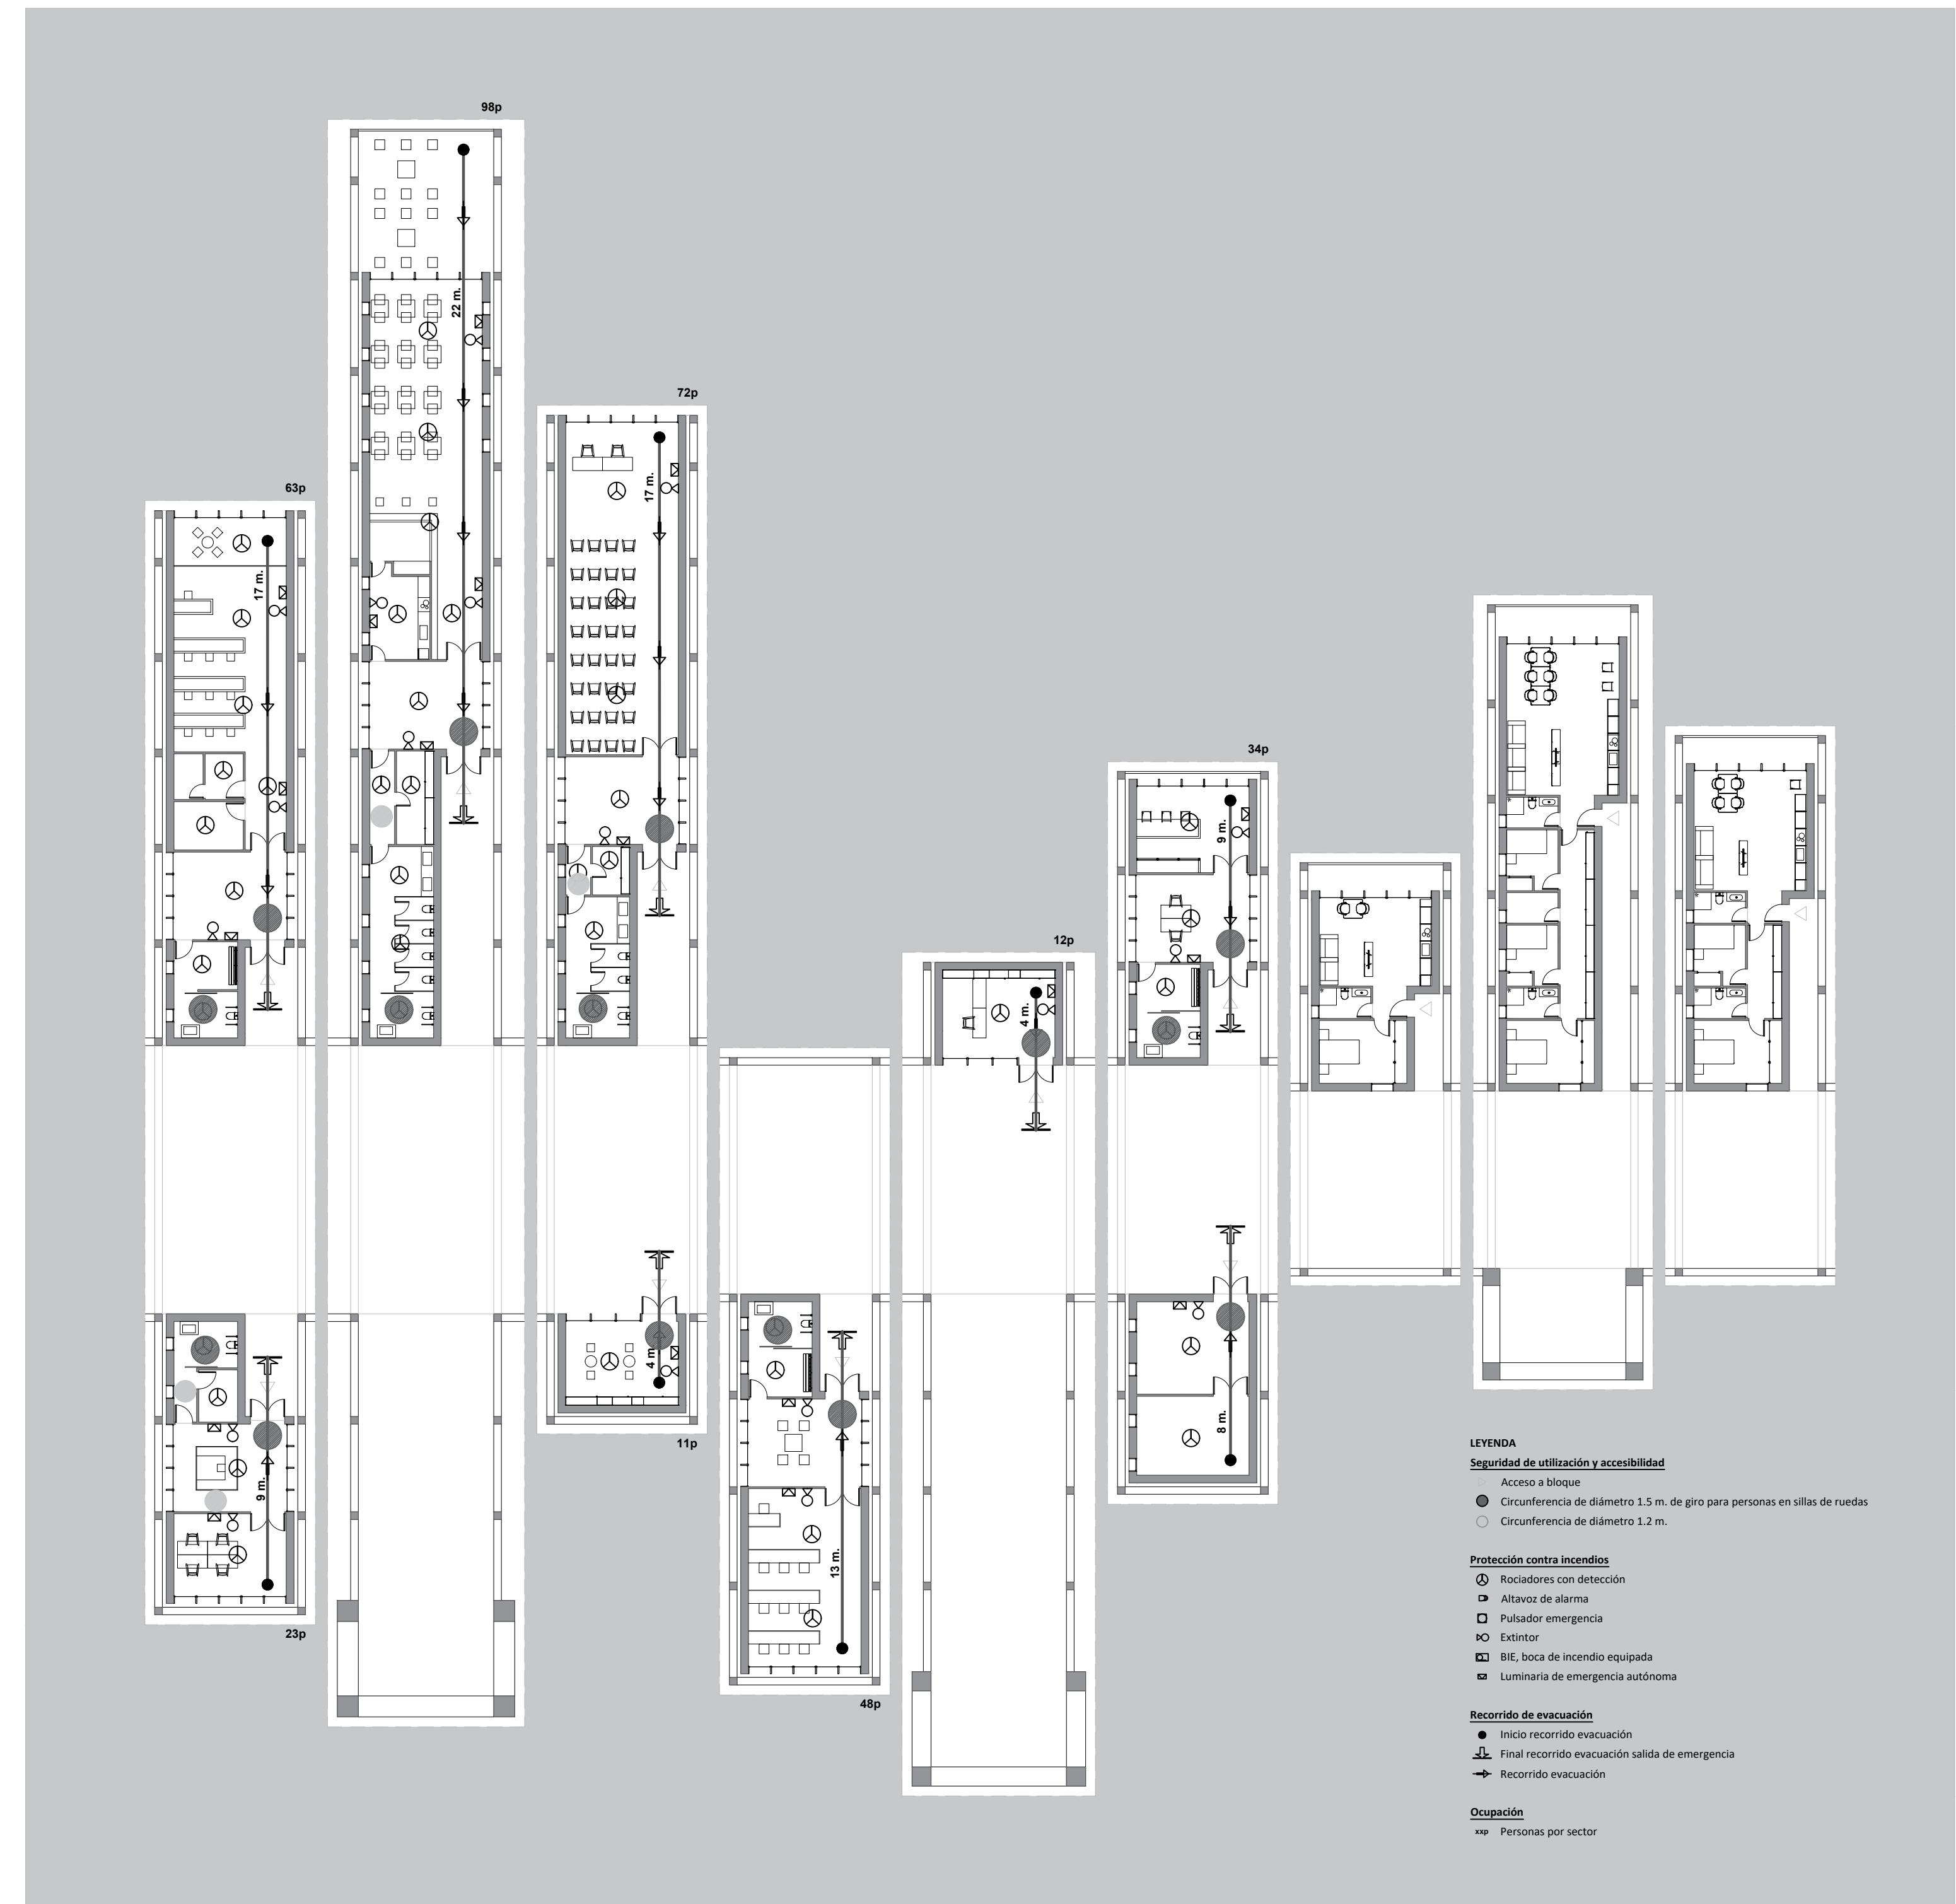 98p
22 m.
72p
17 m.
63p
17 m.
34p
9 m.
12p
4 m.
4 m.
11p
8 m.
9 m.
23p
13 m.
48p
LEYENDA
Seguridad de utilización y accesibilidad
Acceso a bloque
Circunferencia de diámetro 1.5 m. de giro para personas en sillas de ruedas
Circunferencia de diámetro 1.2 m.
Protección contra incendios
Rociadores con detección
Altavoz de alarma
Pulsador emergencia
Extintor
BIE, boca de incendio equipada
Luminaria de emergencia autónoma
Recorrido de evacuación
Inicio recorrido evacuación
Final recorrido evacuación salida de emergencia
Recorrido evacuación
Ocupación
xxp Personas por sector